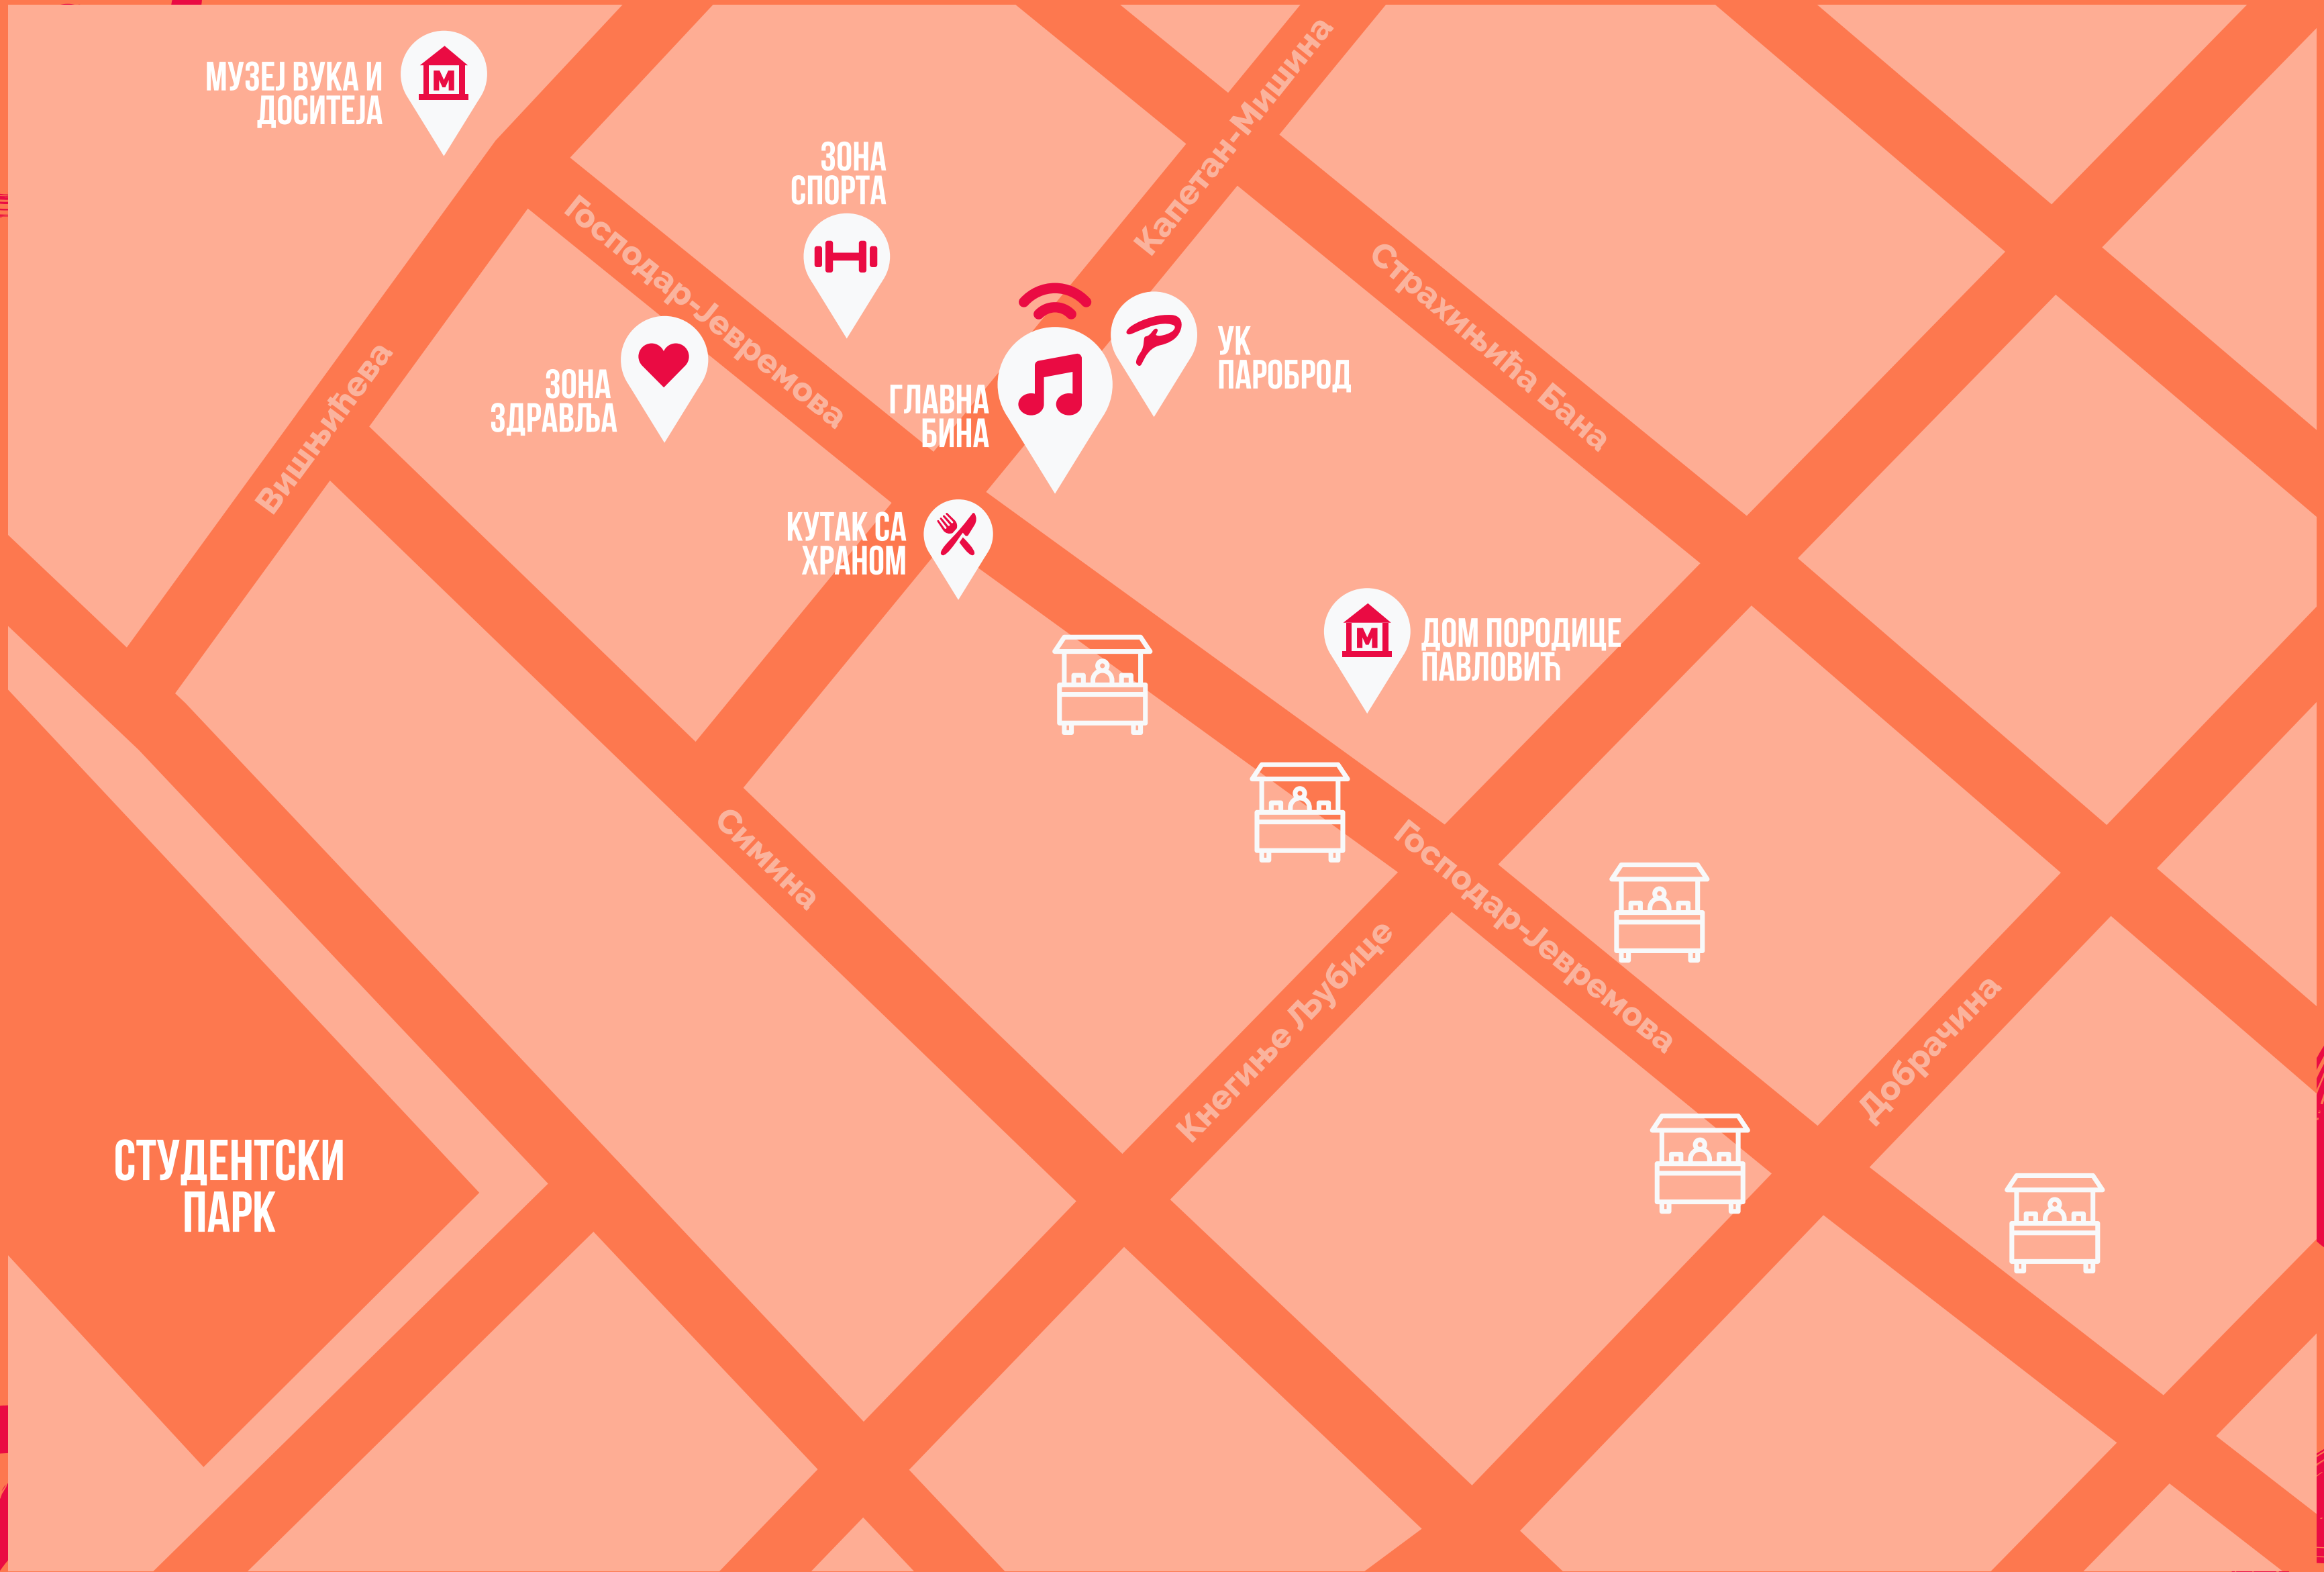 МУЗЕЈ ВУКА И
ДОСИТЕЈА
М
ЗОНА
СПОРТА
Капетан-Мишина
Господар-Јевремова
Страхињића Бана
Вишњићева
ЗОНА
ЗДРАВЉА
ГЛАВНА
БИНА
УК
ПАРОБРОД
КУТАК СА
ХРАНОМ
М
ДОМ ПОРОДИЦЕ
ПАВЛОВИЋ
Симина
Господар-Јевремова
Кнегиње Љубице
Добрачина
СТУДЕНТСКИ
ПАРК